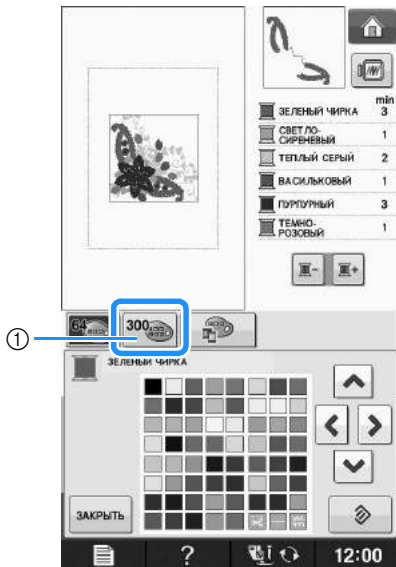 min
ЗЕЛЕНЫЙ ЧИРКА 3
СВЕТЛО-
СИРЕНЕВЫЙ 1
ТЕПЛЫЙ СЕРЫЙ 2
ВАСИЛЬКОВЫЙ 1
ПУРПУРНЫЙ 3
ТЕМНО-
РОЗОВЫЙ 1
- +
64 300
①
ЗЕЛЕНЫЙ ЧИРКА
ЗАКРЫТЬ
? 12:00